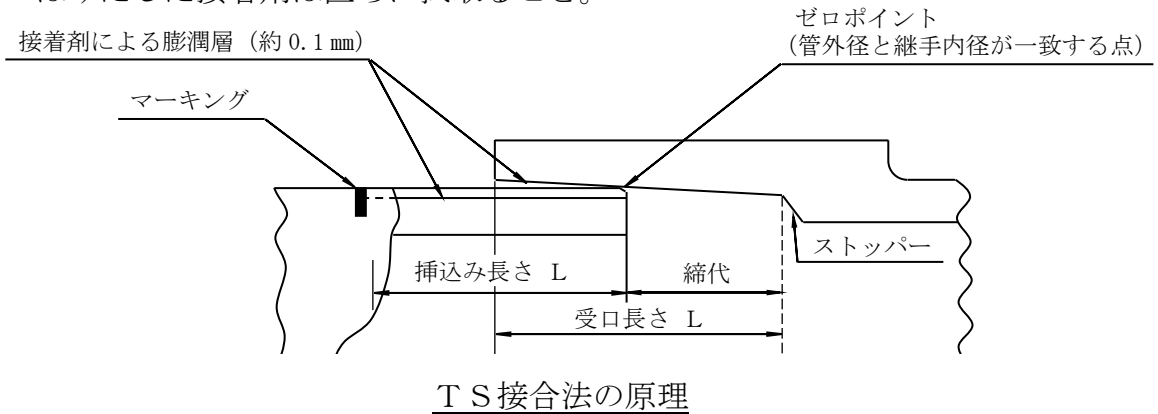 接着剤による膨潤層（約 0.1 ㎜）
ゼロポイント
（管外径と継手内径が一致する点）
マーキング
ストッパー
挿込み長さ L
締代
受口長さ L
ＴＳ接合法の原理